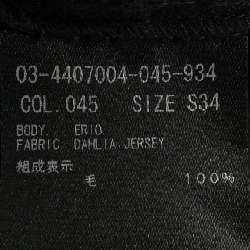 03-4407004-045-934
COL. 045 SIZE S34
BODY. ERIO
FABRIC DAHLIA.JERSEY
組成表示
毛 100%